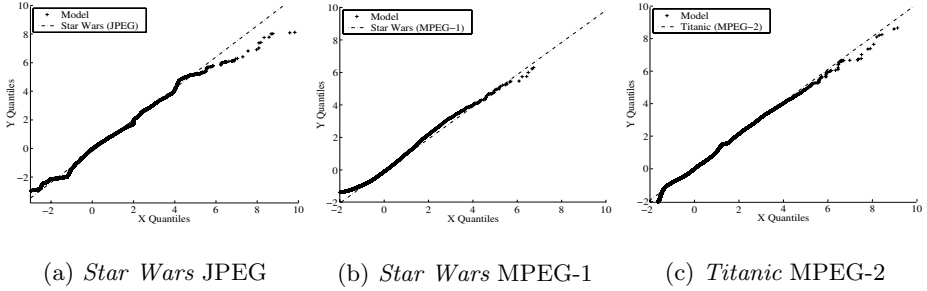 Model
Star Wars (JPEG)
10
8
6
4
2
0
−2
Y Quantiles
−2
0
2
4
6
8
10
X Quantiles
(a) Star Wars JPEG
Model
Star Wars (MPEG−1)
10
8
6
4
2
0
−2
Y Quantiles
−2
0
2
4
6
8
10
X Quantiles
(b) Star Wars MPEG-1
Model
Titanic (MPEG−2)
10
8
6
4
2
0
−2
Y Quantiles
−2
0
2
4
6
8
10
X Quantiles
(c) Titanic MPEG-2